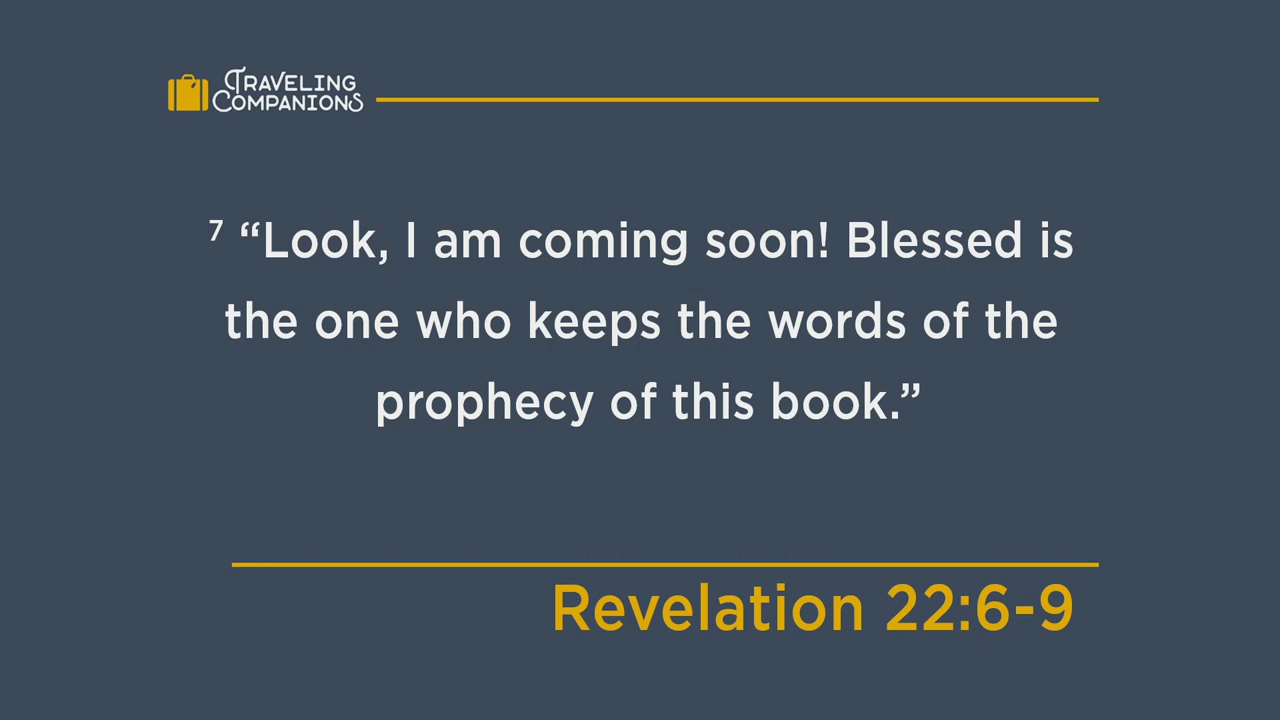 TRAVELING
COMPANIONS
7 “Look, I am coming soon! Blessed is
the one who keeps the words of the
prophecy of this book.”
Revelation 22:6-9